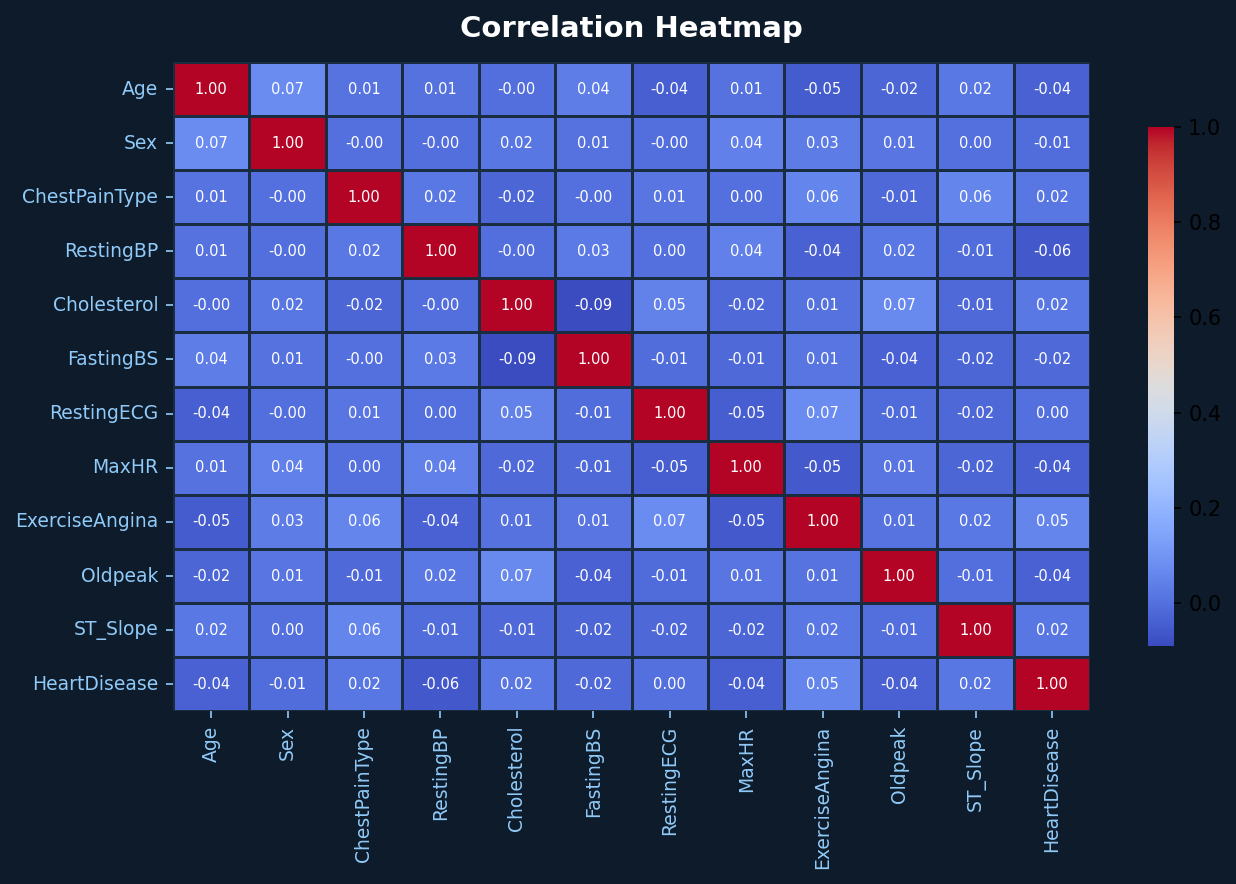 Correlation Heatmap
Age 1.00 0.07 0.01 0.01 -0.00 0.04 -0.04 0.01 -0.05 -0.02 0.02 -0.04
Sex 0.07 1.00 -0.00 -0.00 0.02 0.01 -0.00 0.04 0.03 0.01 0.00 -0.01
ChestPainType 0.01 -0.00 1.00 0.02 -0.02 -0.00 0.01 0.00 0.06 -0.01 0.06 0.02
RestingBP 0.01 -0.00 0.02 1.00 -0.00 0.03 0.00 0.04 -0.04 0.02 -0.01 -0.06
Cholesterol -0.00 0.02 -0.02 -0.00 1.00 -0.09 0.05 -0.02 0.01 0.07 -0.01 0.02
FastingBS 0.04 0.01 -0.00 0.03 -0.09 1.00 -0.01 -0.01 0.01 -0.04 -0.02 -0.02
RestingECG -0.04 -0.00 0.01 0.00 0.05 -0.01 1.00 -0.05 0.07 -0.01 -0.02 0.00
MaxHR 0.01 0.04 0.00 0.04 -0.02 -0.01 -0.05 1.00 -0.05 0.01 -0.02 -0.04
ExerciseAngina -0.05 0.03 0.06 -0.04 0.01 0.01 0.07 -0.05 1.00 0.01 0.02 0.05
Oldpeak -0.02 0.01 -0.01 0.02 0.07 -0.04 -0.01 0.01 0.01 1.00 -0.01 -0.04
ST_Slope 0.02 0.00 0.06 -0.01 -0.01 -0.02 -0.02 -0.02 0.02 -0.01 1.00 0.02
HeartDisease -0.04 -0.01 0.02 -0.06 0.02 -0.02 0.00 -0.04 0.05 -0.04 0.02 1.00
Age Sex ChestPainType RestingBP Cholesterol FastingBS RestingECG MaxHR ExerciseAngina Oldpeak ST_Slope HeartDisease
1.0
0.8
0.6
0.4
0.2
0.0